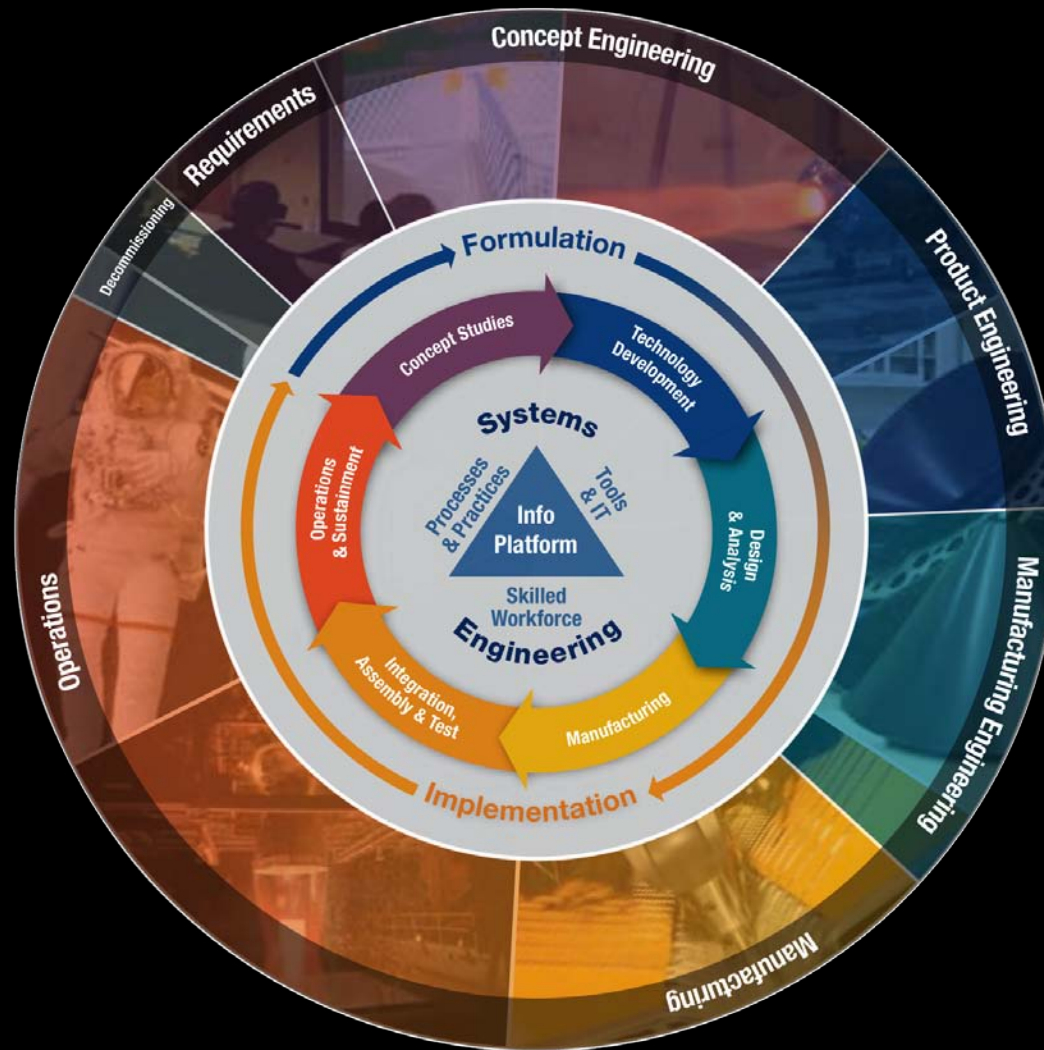 Concept Engineering
Requirements
Decommissioning
Product Engineering
Manufacturing Engineering
Manufacturing
Operations
Formulation
Implementation
Concept Studies
Technology
Development
Design
& Analysis
Manufacturing
Integration,
Assembly & Test
Operations
& Sustainment
Systems
Processes
& Practices
Tools
& IT
Info
Platform
Skilled
Workforce
Engineering